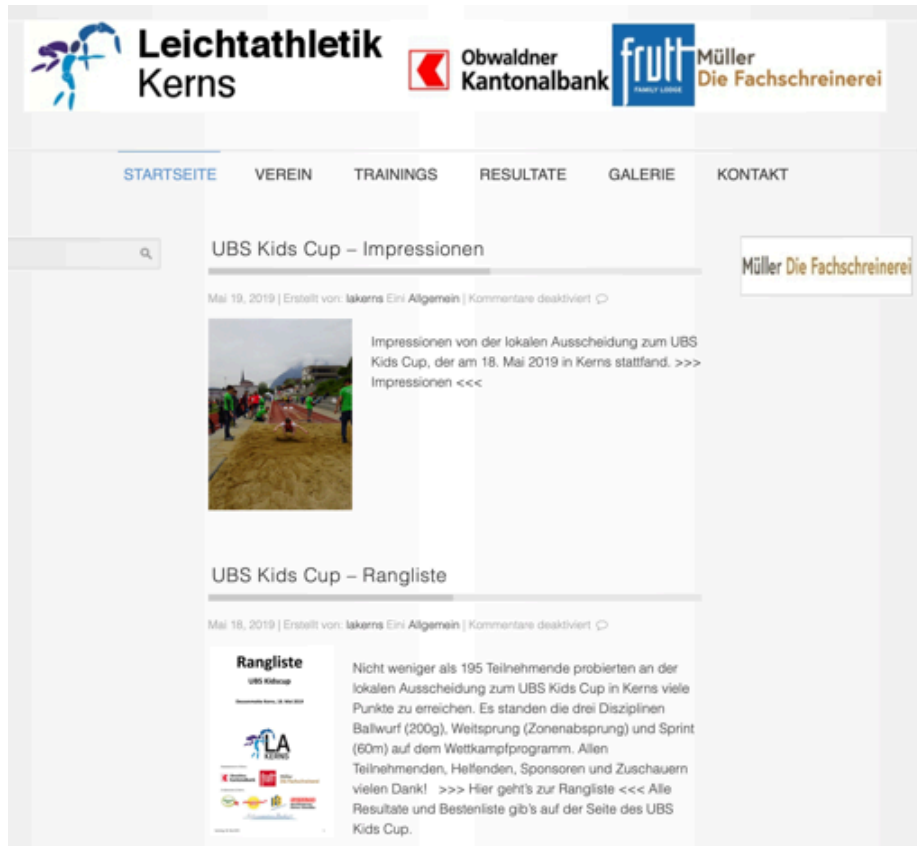 Leichtathletik
Kerns
Obwaldner
Kantonalbank
frutt
FAMILY LODGE
Müller
Die Fachschreinerei
STARTSEITE VEREIN TRAININGS RESULTATE GALERIE KONTAKT
UBS Kids Cup – Impressionen
Müller Die Fachschreinerei
Mai 19, 2019 | Erstellt von: lakerns Eini Allgemein | Kommentare deaktiviert
Impressionen von der lokalen Ausscheidung zum UBS
Kids Cup, der am 18. Mai 2019 in Kerns stattfand. >>>
Impressionen <<<
UBS Kids Cup – Rangliste
Mai 18, 2019 | Erstellt von: lakerns Eini Allgemein | Kommentare deaktiviert
Rangliste
UBS Kidscup
LA
KERNS
Nicht weniger als 195 Teilnehmende probierten an der
lokalen Ausscheidung zum UBS Kids Cup in Kerns viele
Punkte zu erreichen. Es standen die drei Disziplinen
Ballwurf (200g), Weitsprung (Zonenabsprung) und Sprint
(60m) auf dem Wettkampfprogramm. Allen
Teilnehmenden, Helfenden, Sponsoren und Zuschauern
vielen Dank! >>> Hier geht's zur Rangliste <<< Alle
Resultate und Bestenliste gib's auf der Seite des UBS
Kids Cup.